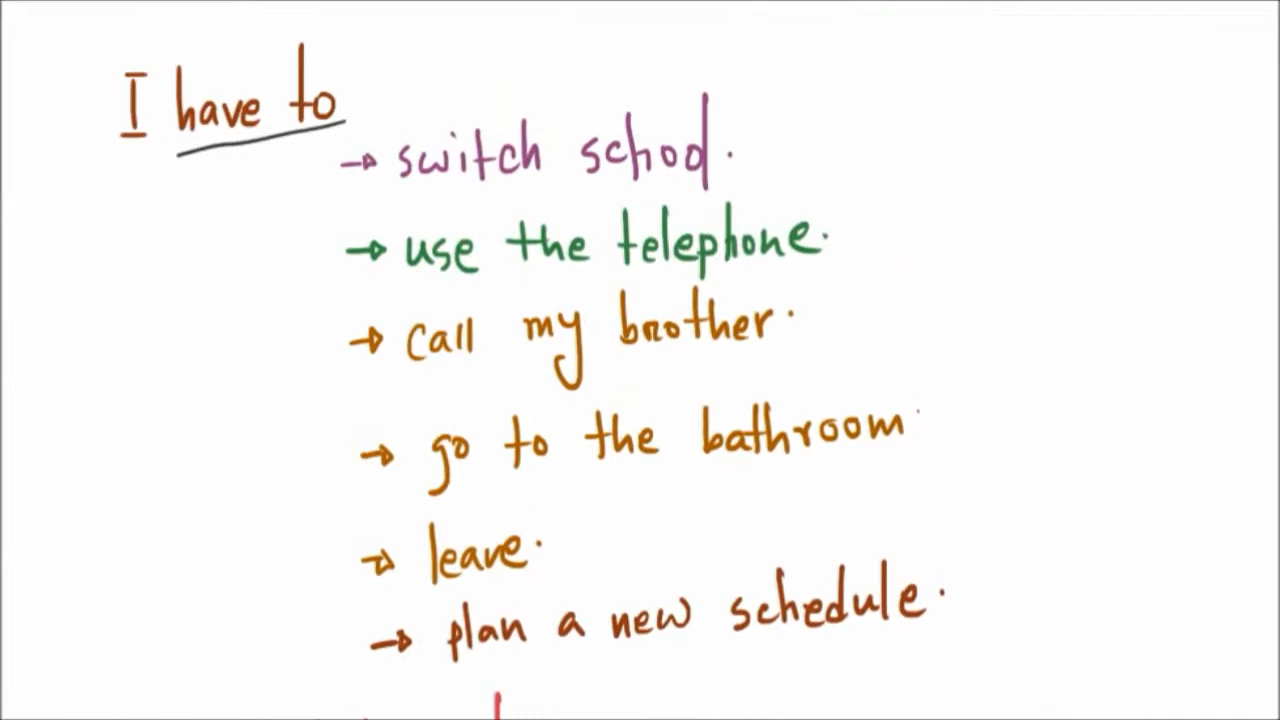 I have to
→ switch school.
→ use the telephone.
→ call my brother.
→ go to the bathroom.
→ leave.
→ plan a new schedule.